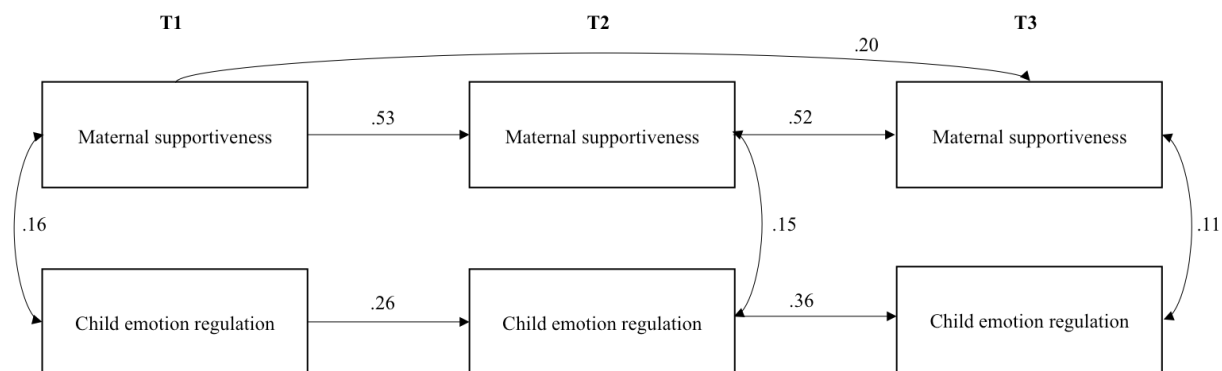 T1 T2 T3
.20
.53 .52
Maternal supportiveness Maternal supportiveness Maternal supportiveness
.16 .15 .11
.26 .36
Child emotion regulation Child emotion regulation Child emotion regulation